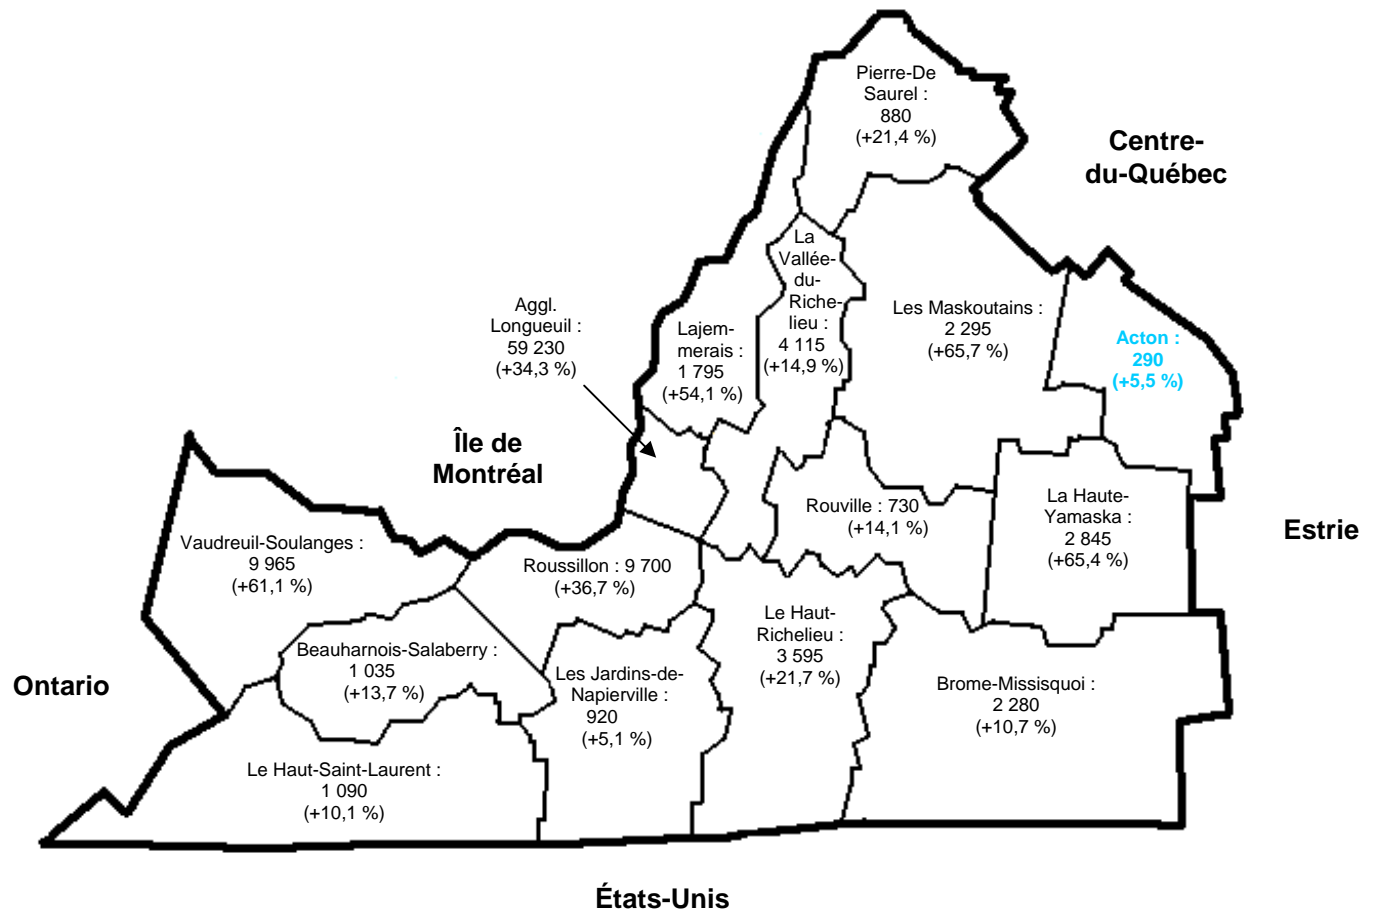 Pierre-De
Saurel :
880
(+21,4 %)
Centre-
du-Québec
La
Vallée-
du-
Riche-
lieu :
4 115
(+14,9 %)
Les Maskoutains :
2 295
(+65,7 %)
Acton :
290
(+5,5 %)
Aggl.
Longueuil :
59 230
(+34,3 %)
Lajem-
merais :
1 795
(+54,1 %)
Île de
Montréal
Rouville : 730
(+14,1 %)
La Haute-
Yamaska :
2 845
(+65,4 %)
Estrie
Vaudreuil-Soulanges :
9 965
(+61,1 %)
Roussillon : 9 700
(+36,7 %)
Le Haut-
Richelieu :
3 595
(+21,7 %)
Beauharnois-Salaberry :
1 035
(+13,7 %)
Les Jardins-de-
Napierville :
920
(+5,1 %)
Brome-Missisquoi :
2 280
(+10,7 %)
Ontario
Le Haut-Saint-Laurent :
1 090
(+10,1 %)
États-Unis